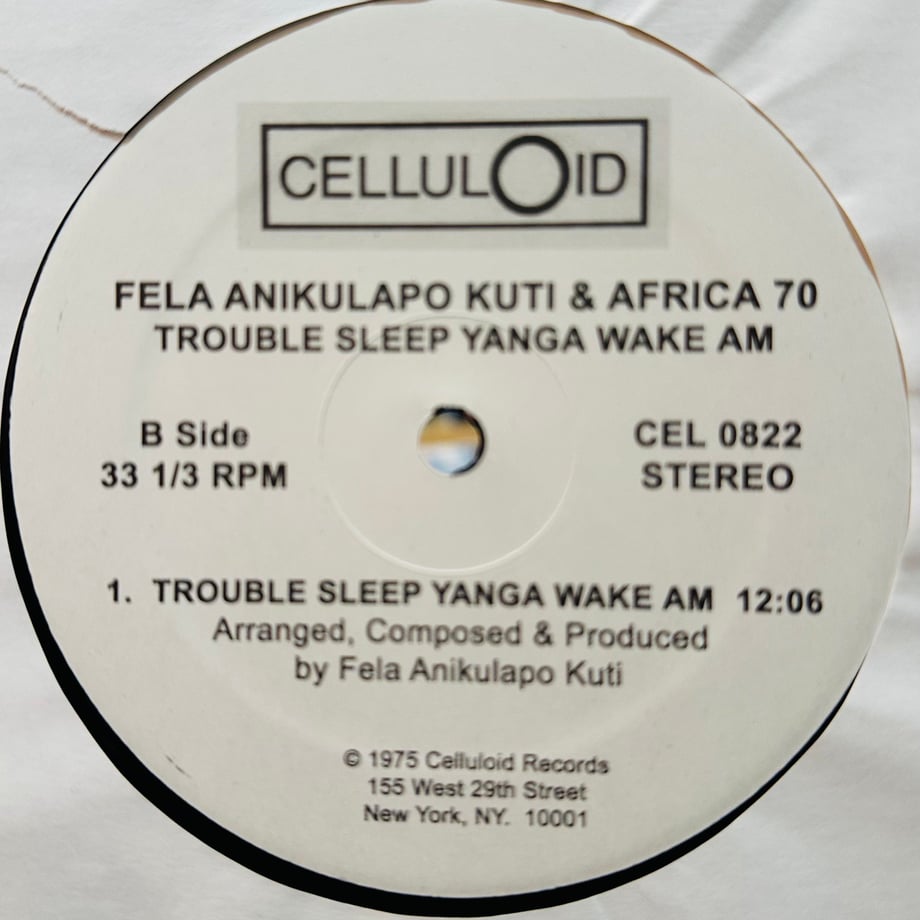 CELLULOID
FELA ANIKULAPO KUTI & AFRICA 70
TROUBLE SLEEP YANGA WAKE AM
B Side
33 1/3 RPM
CEL 0822
STEREO
1. TROUBLE SLEEP YANGA WAKE AM 12:06
Arranged, Composed & Produced
by Fela Anikulapo Kuti
© 1975 Celluloid Records
155 West 29th Street
New York, NY. 10001